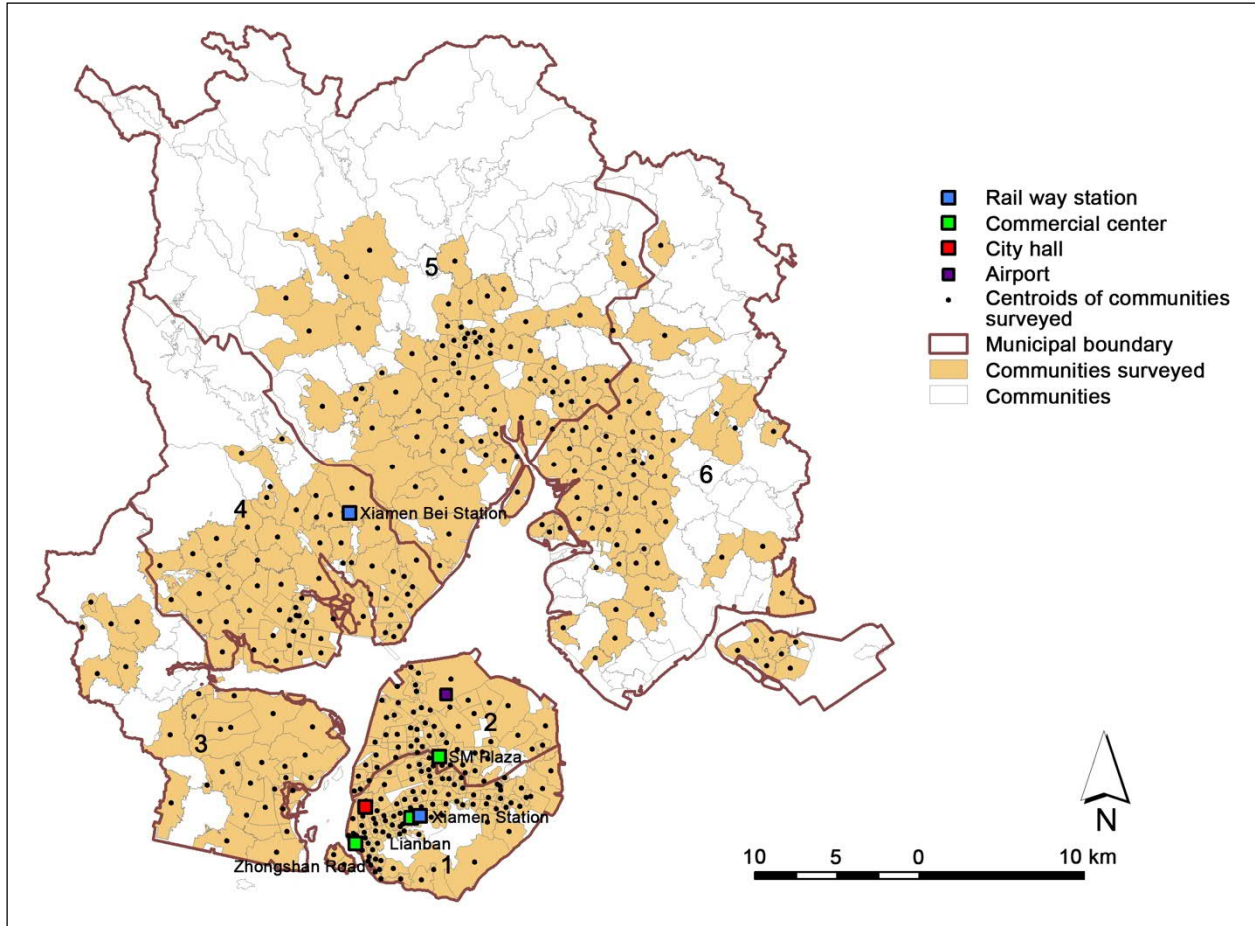 Rail way station
Commercial center
City hall
Airport
Centroids of communities
surveyed
Municipal boundary
Communities surveyed
Communities
5
6
4
Xiamen Bei Station
2
3
SM Plaza
Xiamen Station
Lianban
Zhongshan Road
1
N
10 5 0 10 km